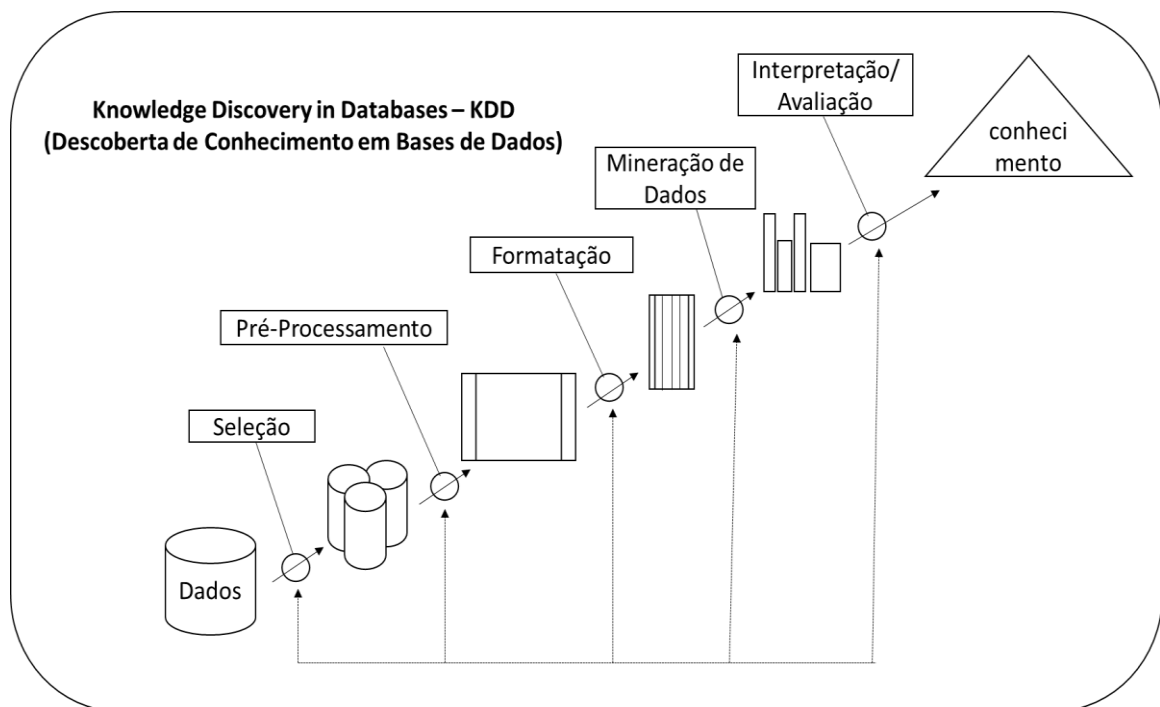 Knowledge Discovery in Databases – KDD
(Descoberta de Conhecimento em Bases de Dados)
Interpretação/
Avaliação
conheci
mento
Mineração de
Dados
Formatação
Pré-Processamento
Seleção
Dados